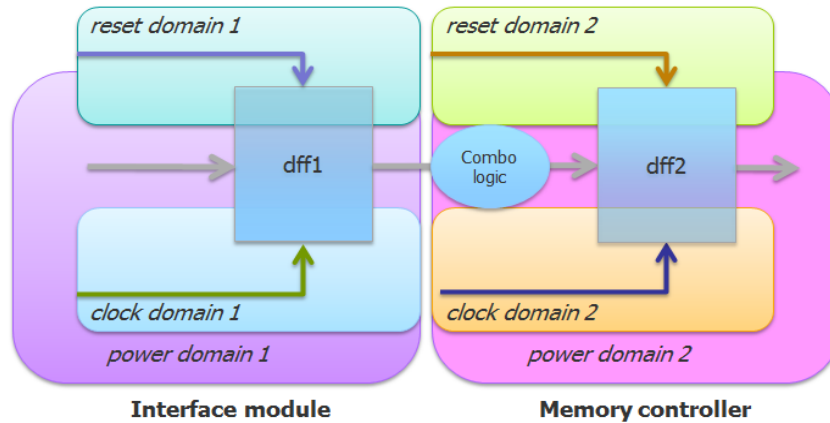 reset domain 1
reset domain 2
dff1
Combo
logic
dff2
clock domain 1
clock domain 2
power domain 1
power domain 2
Interface module
Memory controller